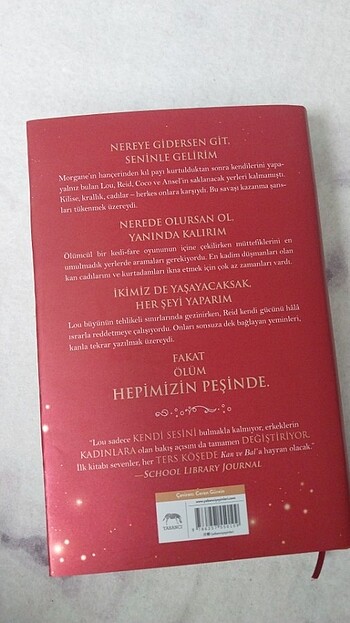 NEREYE GİDERSEN GİT,
SENİNLE GELİRİM
Morgane'ın hançerinden kıl payı kurtulduktan sonra kendilerini yapa-
yalnız bulan Lou, Reid, Coco ve Ansel'in saklanacak yerleri kalmamıştı.
Kilise, krallık, cadılar – herkes onlara karşıydı. Bu savaşı kazanma şans-
ları tükenmek üzereydi.
NEREDE OLURSAN OL,
YANINDA KALIRIM
Ölümcül bir kedi-fare oyununun içine çekilirken müttefiklerini en
umulmadık yerlerde aramaları gerekiyordu. En kadim düşmanları olan
kan cadılarını ve kurtadamları ikna etmek için çok az zamanları vardı.
İKİMİZ DE YAŞAYACAKSAK,
HER ŞEYİ YAPARIM
Lou büyünün tehlikeli sınırlarında gezinirken, Reid kendi gücünü hâlâ
ısrarla reddetmeye çalışıyordu. Onları sonsuza dek bağlayan yeminleri,
kanla tekrar yazılmak üzereydi.
FAKAT
ÖLÜM
HEPİMİZİN PEŞİNDE.
"Lou sadece KENDİ SESİNİ bulmakla kalmıyor, erkeklerin
KADINLARA olan bakış açısını da tamamen DEĞİŞTİRİYOR.
İlk kitabı sevenler, her TERS KÖŞEDE Kan ve Bal'a hayran olacak."
—SCHOOL LIBRARY JOURNAL
YABANCI